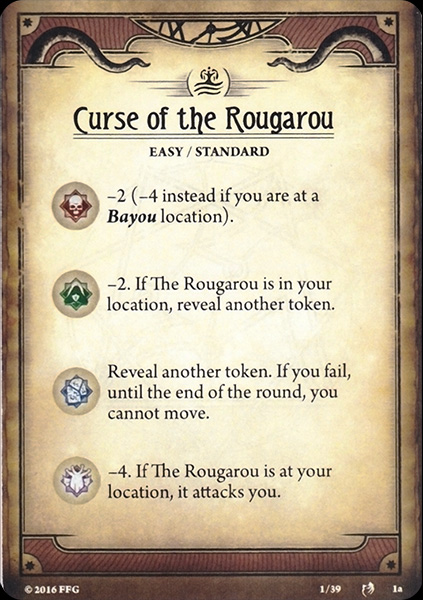 Curse of the Rougarou
EASY / STANDARD
–2 (–4 instead if you are at a
Bayou location).
–2. If The Rougarou is in your
location, reveal another token.
Reveal another token. If you fail,
until the end of the round, you
cannot move.
–4. If The Rougarou is at your
location, it attacks you.
© 2016 FFG
1/39
1a